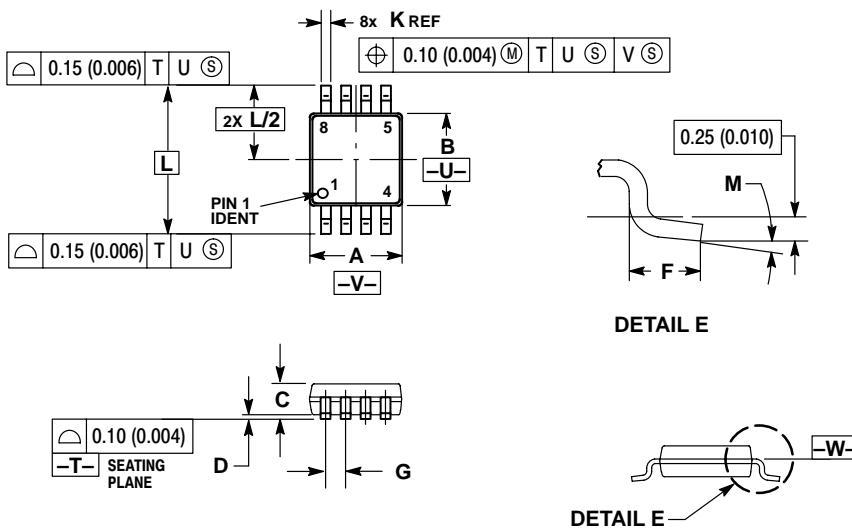 8x K REF
0.10 (0.004) Ⓜ T U Ⓢ V Ⓢ
⌓ 0.15 (0.006) T U Ⓢ
2X L/2
8 5
B
–U–
L
1 4
PIN 1
IDENT
⌓ 0.15 (0.006) T U Ⓢ
A
–V–
0.25 (0.010)
M
F
DETAIL E
C
⌓ 0.10 (0.004)
–T– SEATING
PLANE
D
G
–W–
DETAIL E